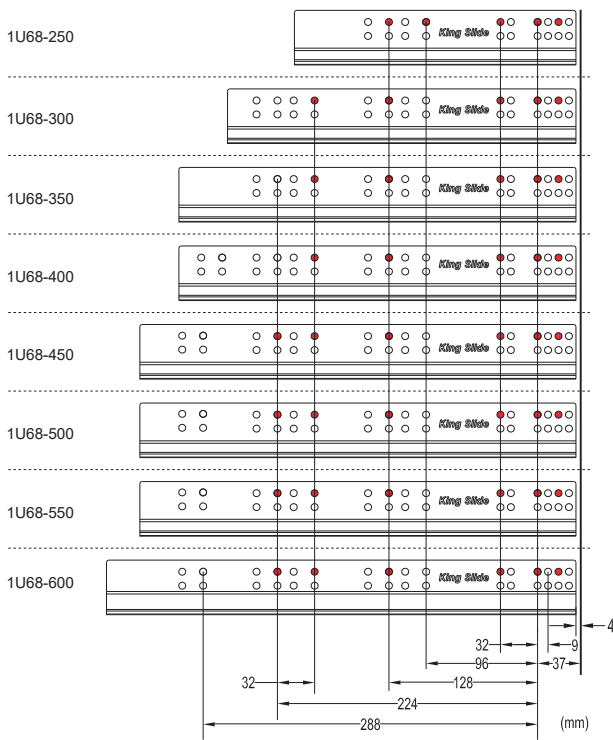 1U68-250 King Slide
1U68-300 King Slide
1U68-350 King Slide
1U68-400 King Slide
1U68-450 King Slide
1U68-500 King Slide
1U68-550 King Slide
1U68-600 King Slide
4
32 9
96 37
32 128
224
288 (mm)